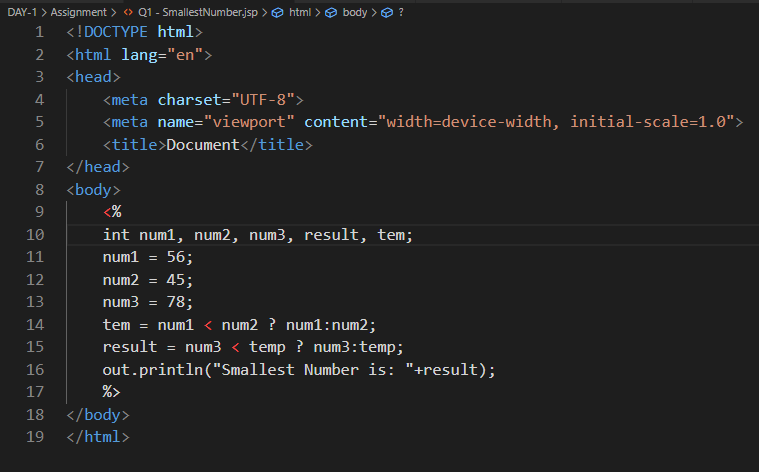 DAY-1 > Assignment > <> Q1 - SmallestNumber.jsp > html > body > ?
1 <!DOCTYPE html>
2 <html lang="en">
3 <head>
4 <meta charset="UTF-8">
5 <meta name="viewport" content="width=device-width, initial-scale=1.0">
6 <title>Document</title>
7 </head>
8 <body>
9 <%
10 int num1, num2, num3, result, tem;
11 num1 = 56;
12 num2 = 45;
13 num3 = 78;
14 tem = num1 < num2 ? num1:num2;
15 result = num3 < temp ? num3:temp;
16 out.println("Smallest Number is: "+result);
17 %>
18 </body>
19 </html>